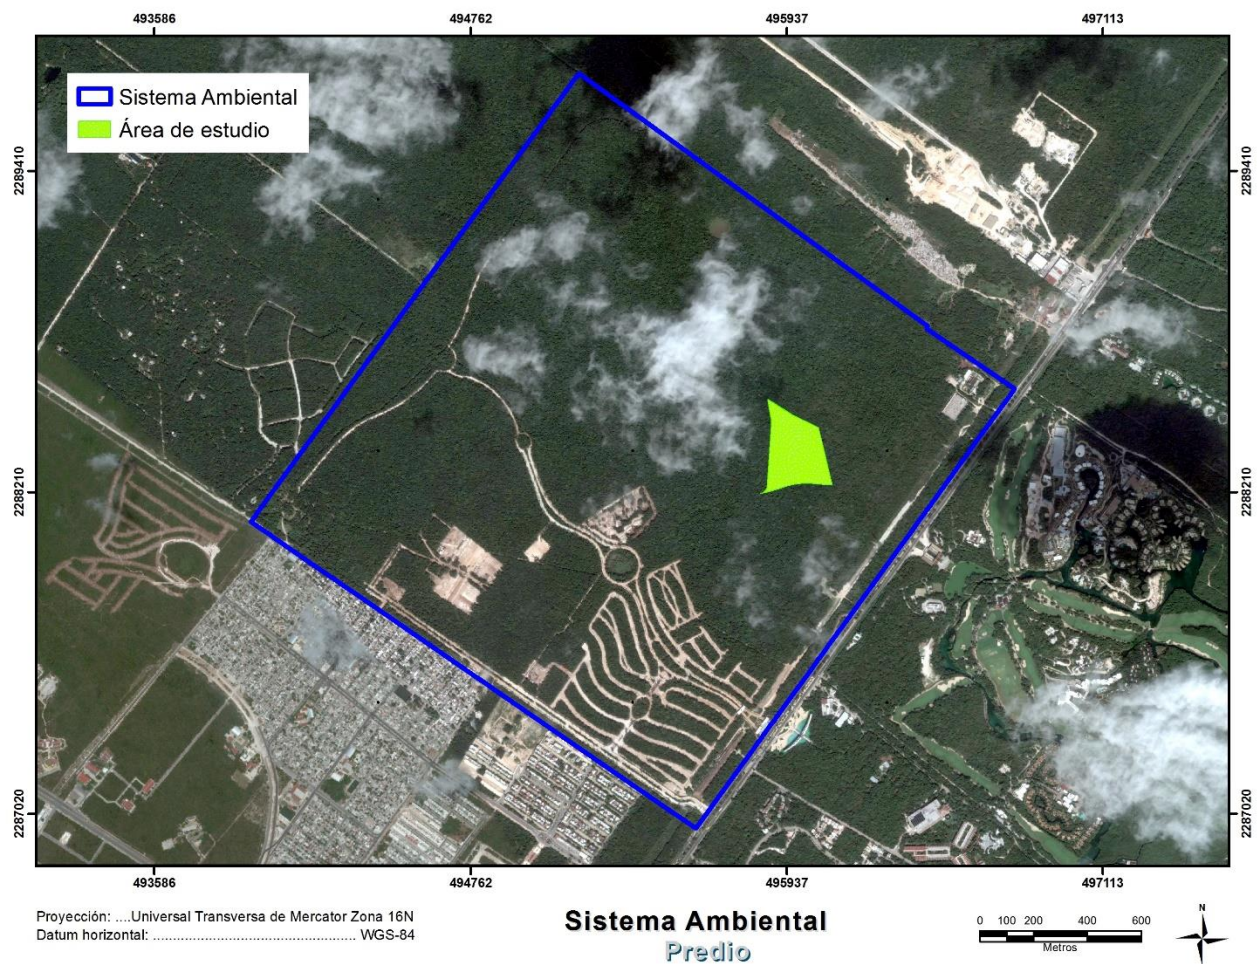 493586 494762 495937 497113
Sistema Ambiental
Área de estudio
2289410 2289410
2288210 2288210
2287020 2287020
493586 494762 495937 497113
Proyección: ....Universal Transversa de Mercator Zona 16N
Datum horizontal: .................................................. WGS-84
Sistema Ambiental
Predio
0 100 200 400 600
Metros
N